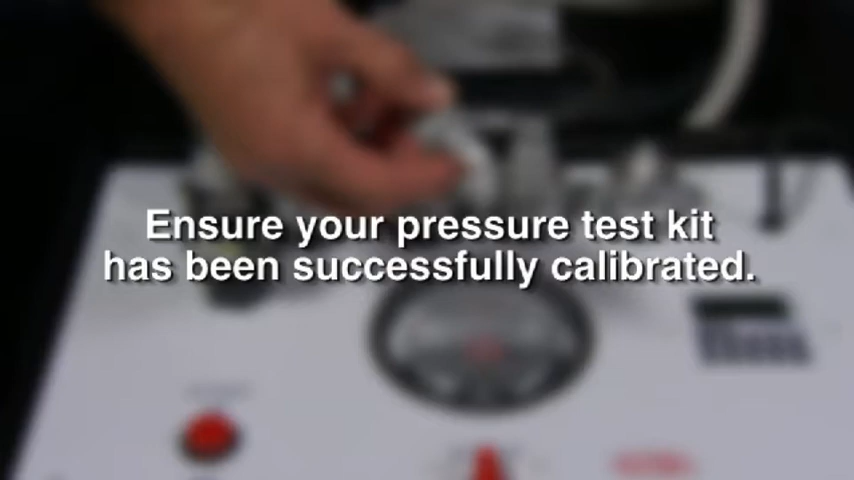 Ensure your pressure test kit
has been successfully calibrated.